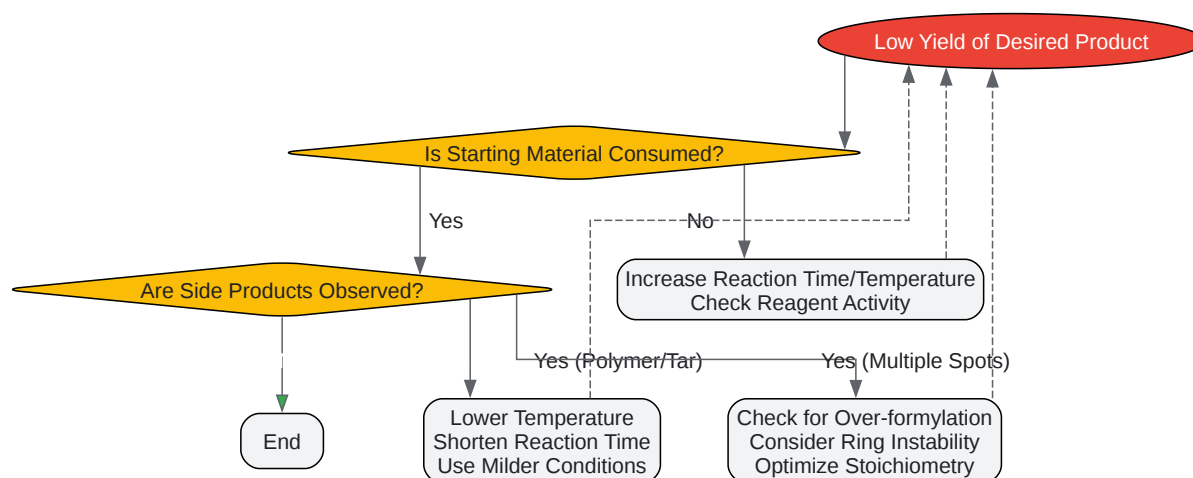 Low Yield of Desired Product
Is Starting Material Consumed?
Yes
No
Increase Reaction Time/Temperature
Check Reagent Activity
Are Side Products Observed?
Yes (Polymer/Tar)
Yes (Multiple Spots)
End
Lower Temperature
Shorten Reaction Time
Use Milder Conditions
Check for Over-formylation
Consider Ring Instability
Optimize Stoichiometry